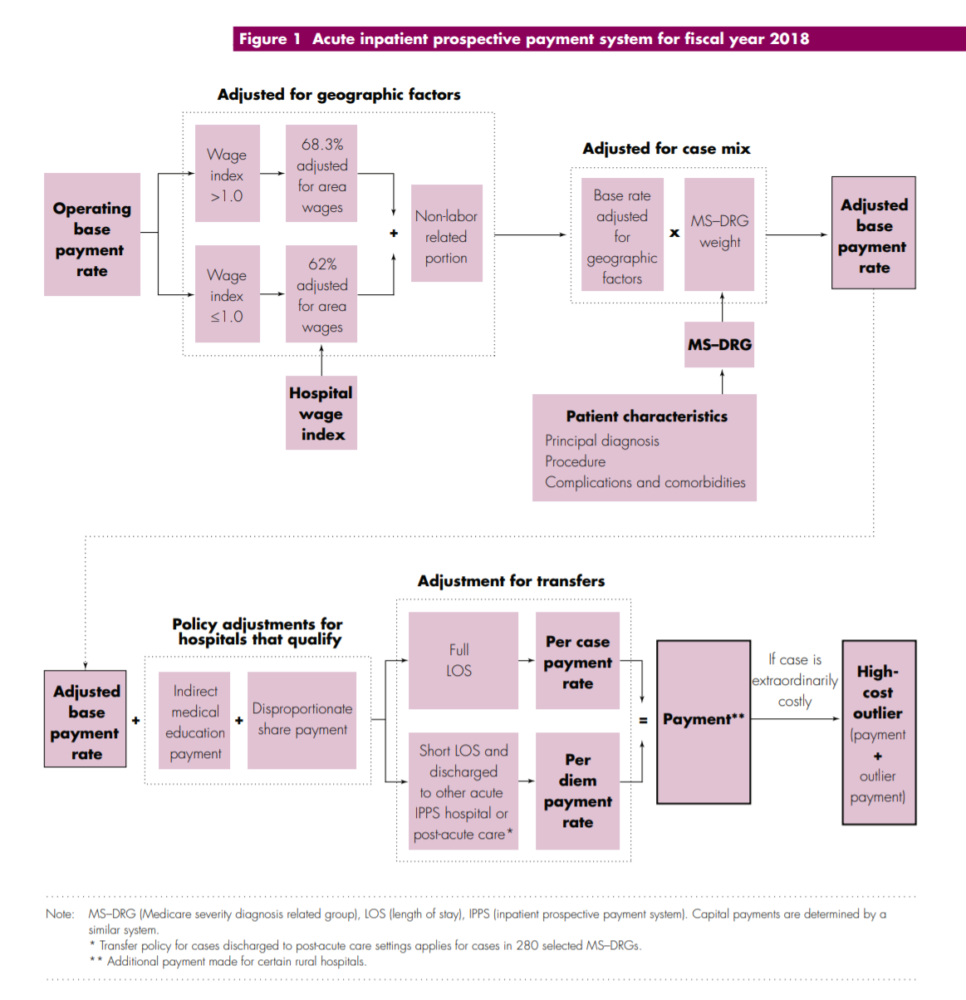 Figure 1  Acute inpatient prospective payment system for fiscal year 2018
Adjusted for geographic factors
Operating
base
payment
rate
Wage
index
>1.0
68.3%
adjusted
for area
wages
Wage
index
≤1.0
62%
adjusted
for area
wages
+
Non-labor
related
portion
Hospital
wage
index
Adjusted for case mix
Base rate
adjusted
for
geographic
factors
x
MS–DRG
weight
MS–DRG
Patient characteristics
Principal diagnosis
Procedure
Complications and comorbidities
Adjusted
base
payment
rate
Adjusted
base
payment
rate
+
Policy adjustments for
hospitals that qualify
Indirect
medical
education
payment
+
Disproportionate
share payment
Adjustment for transfers
Full
LOS
Per case
payment
rate
Short LOS and
discharged
to other acute
IPPS hospital or
post-acute care*
Per
diem
payment
rate
=
Payment**
If case is
extraordinarily
costly
High-
cost
outlier
(payment
+
outlier
payment)
Note: MS–DRG (Medicare severity diagnosis related group), LOS (length of stay), IPPS (inpatient prospective payment system). Capital payments are determined by a
similar system.
* Transfer policy for cases discharged to post-acute care settings applies for cases in 280 selected MS–DRGs.
** Additional payment made for certain rural hospitals.